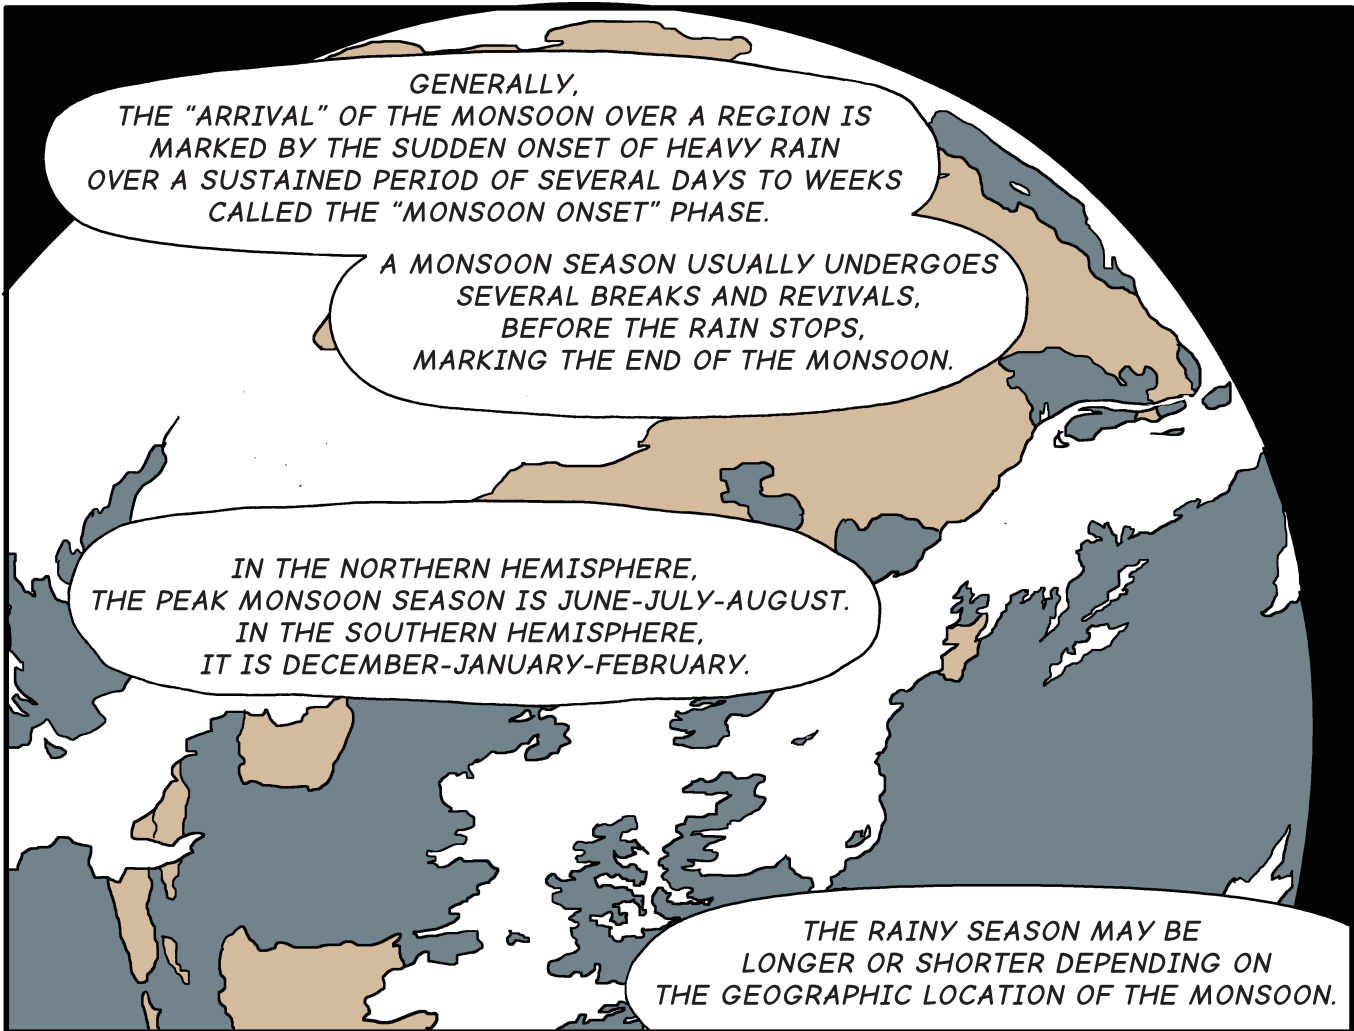 GENERALLY,
THE “ARRIVAL” OF THE MONSOON OVER A REGION IS
MARKED BY THE SUDDEN ONSET OF HEAVY RAIN
OVER A SUSTAINED PERIOD OF SEVERAL DAYS TO WEEKS
CALLED THE “MONSOON ONSET” PHASE.
A MONSOON SEASON USUALLY UNDERGOES
SEVERAL BREAKS AND REVIVALS,
BEFORE THE RAIN STOPS,
MARKING THE END OF THE MONSOON.
IN THE NORTHERN HEMISPHERE,
THE PEAK MONSOON SEASON IS JUNE-JULY-AUGUST.
IN THE SOUTHERN HEMISPHERE,
IT IS DECEMBER-JANUARY-FEBRUARY.
THE RAINY SEASON MAY BE
LONGER OR SHORTER DEPENDING ON
THE GEOGRAPHIC LOCATION OF THE MONSOON.